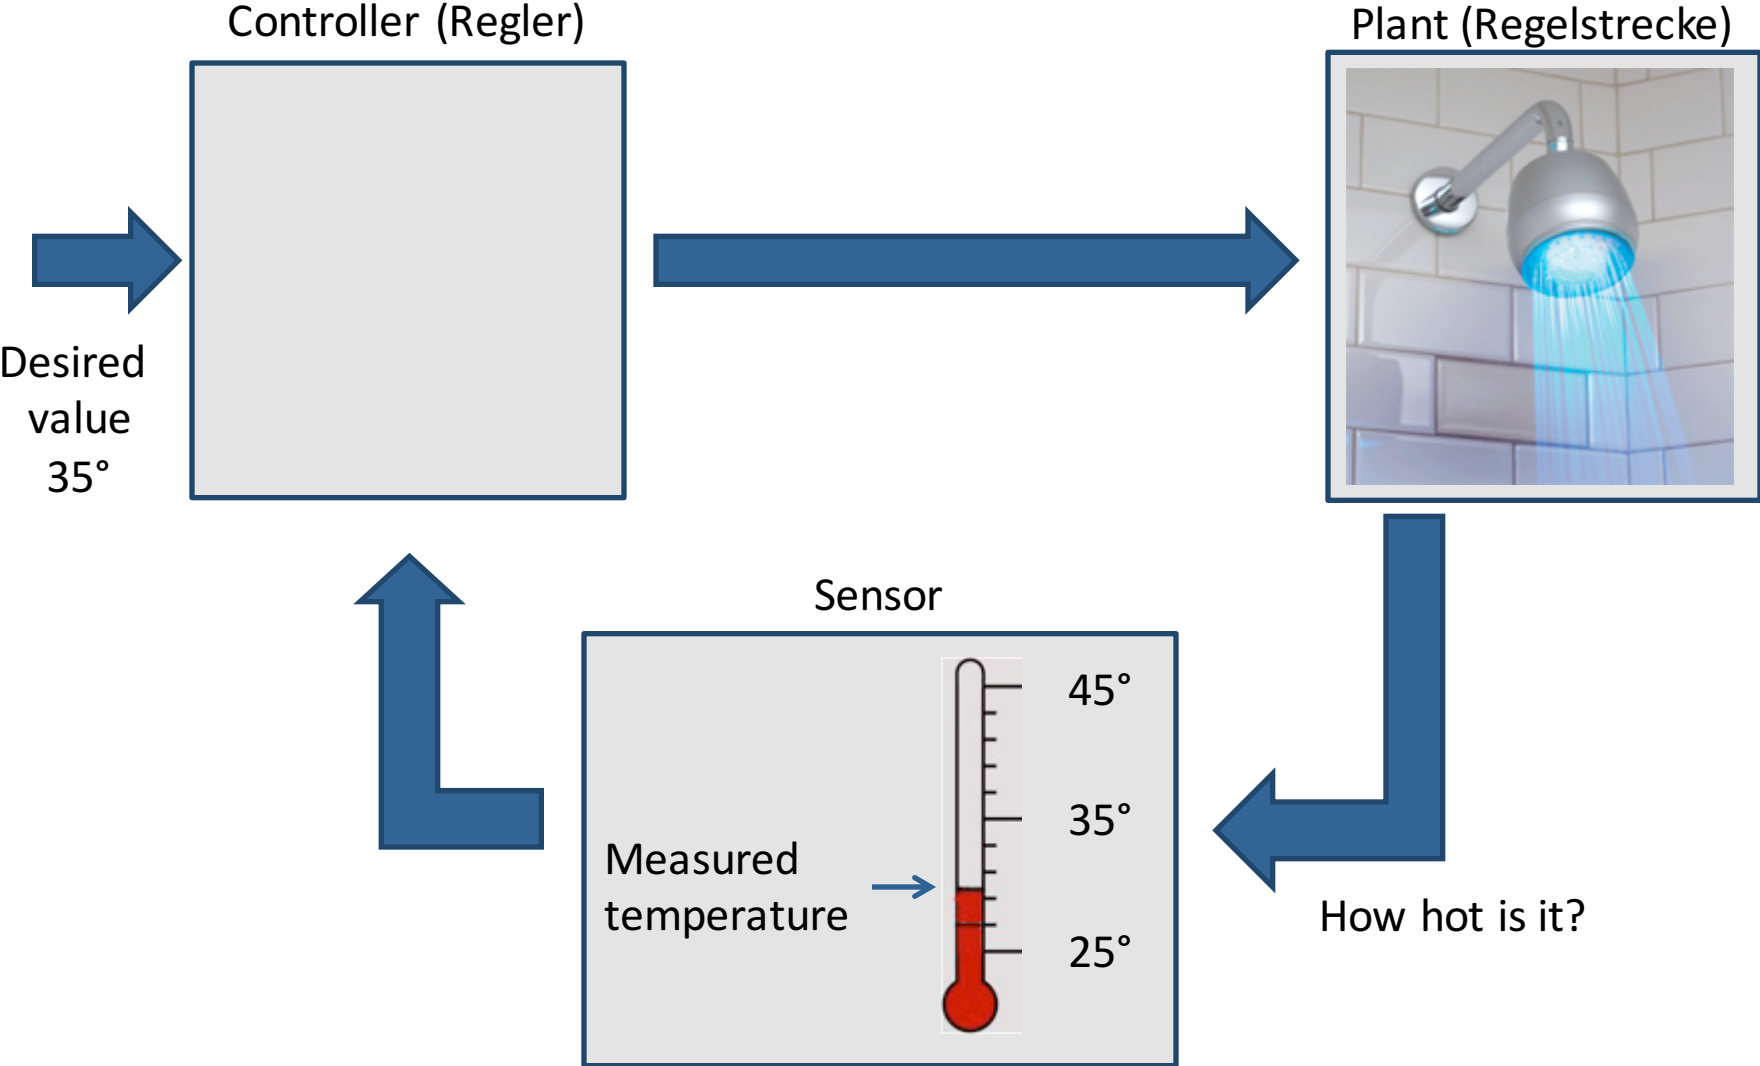 Controller (Regler)
Plant (Regelstrecke)
Desired
value
35°
Sensor
45°
35°
25°
Measured
temperature
How hot is it?